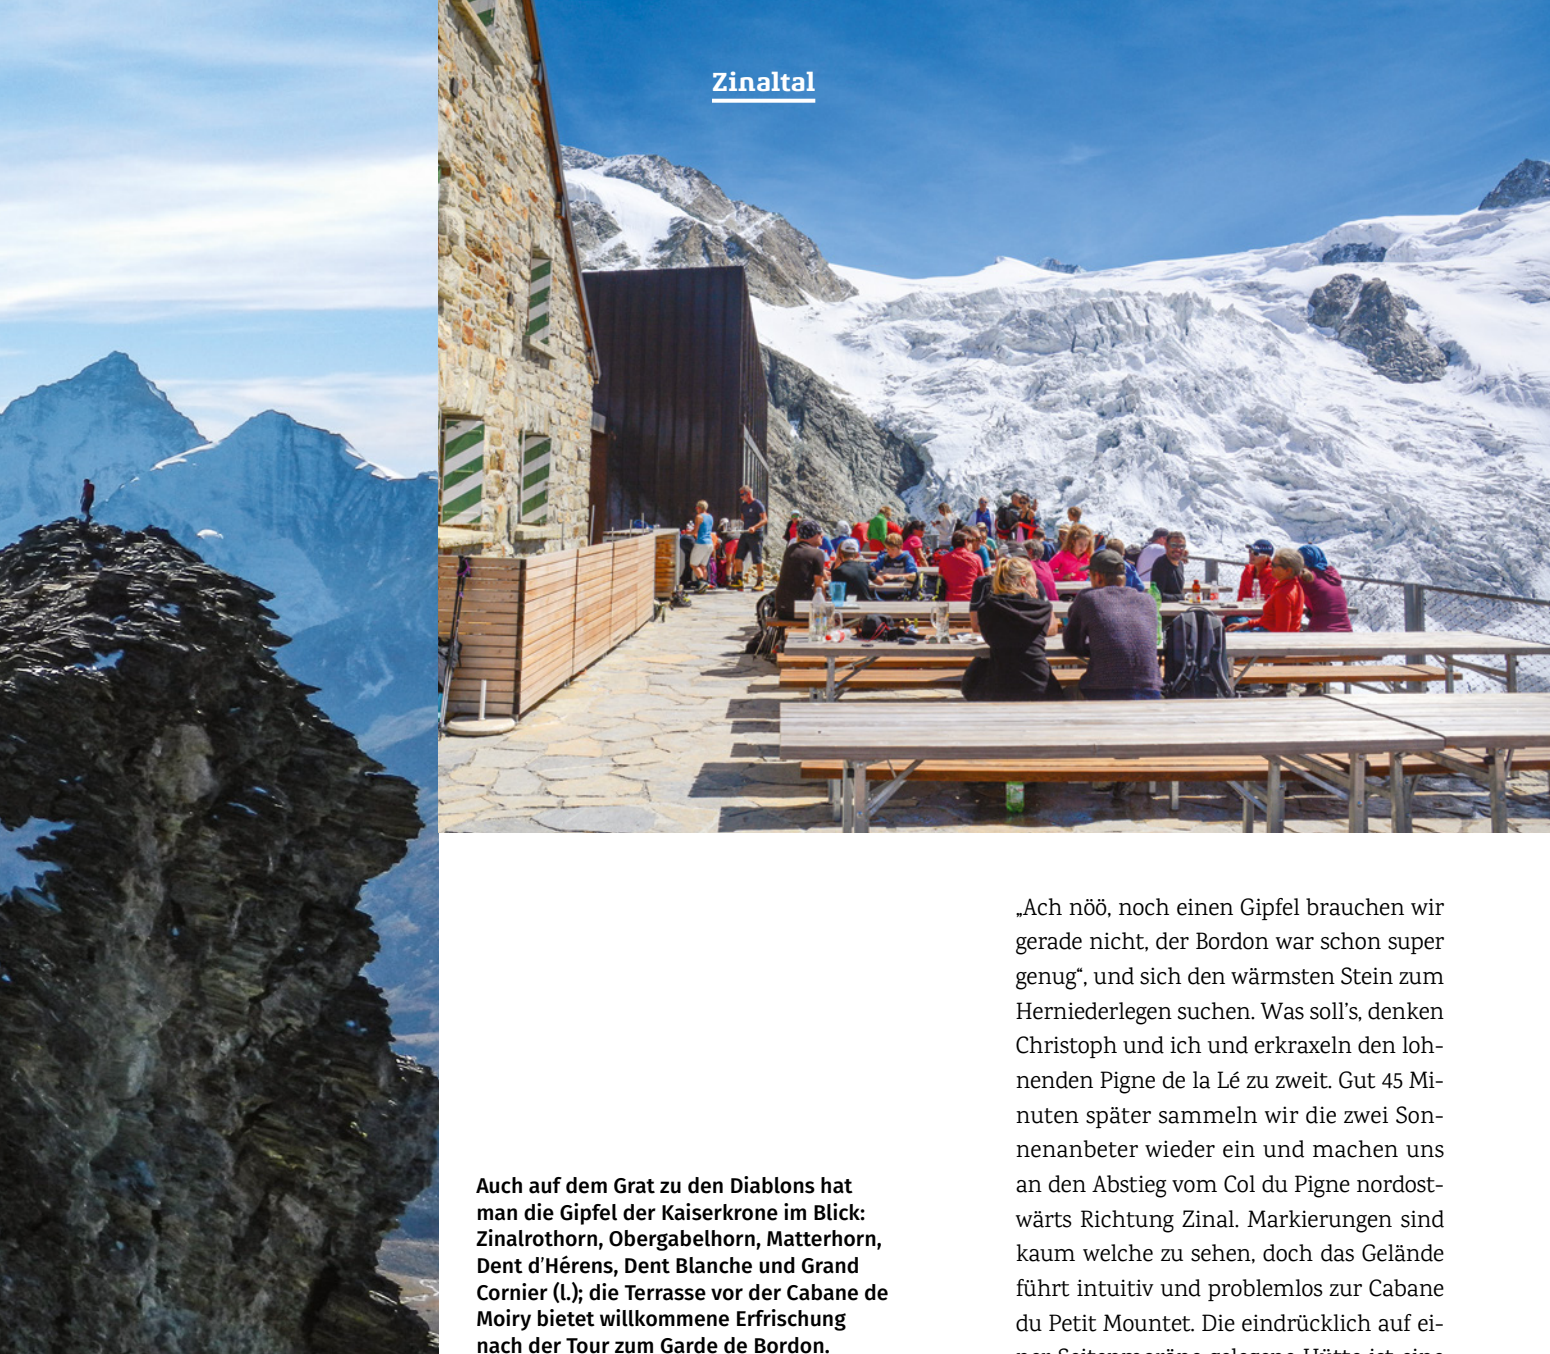 Zinaltal
„Ach nöö, noch einen Gipfel brauchen wir
gerade nicht, der Bordon war schon super
genug“, und sich den wärmsten Stein zum
Herniederlegen suchen. Was soll’s, denken
Christoph und ich und erkraxeln den loh-
nenden Pigne de la Lé zu zweit. Gut 45 Mi-
nuten später sammeln wir die zwei Son-
nenanbeter wieder ein und machen uns
an den Abstieg vom Col du Pigne nordost-
wärts Richtung Zinal. Markierungen sind
kaum welche zu sehen, doch das Gelände
führt intuitiv und problemlos zur Cabane
du Petit Mountet. Die eindrücklich auf ei-
ner Seitenmoräne gelegene Hütte ist eine
Auch auf dem Grat zu den Diablons hat
man die Gipfel der Kaiserkrone im Blick:
Zinalrothorn, Obergabelhorn, Matterhorn,
Dent d’Hérens, Dent Blanche und Grand
Cornier (l.); die Terrasse vor der Cabane de
Moiry bietet willkommene Erfrischung
nach der Tour zum Garde de Bordon.